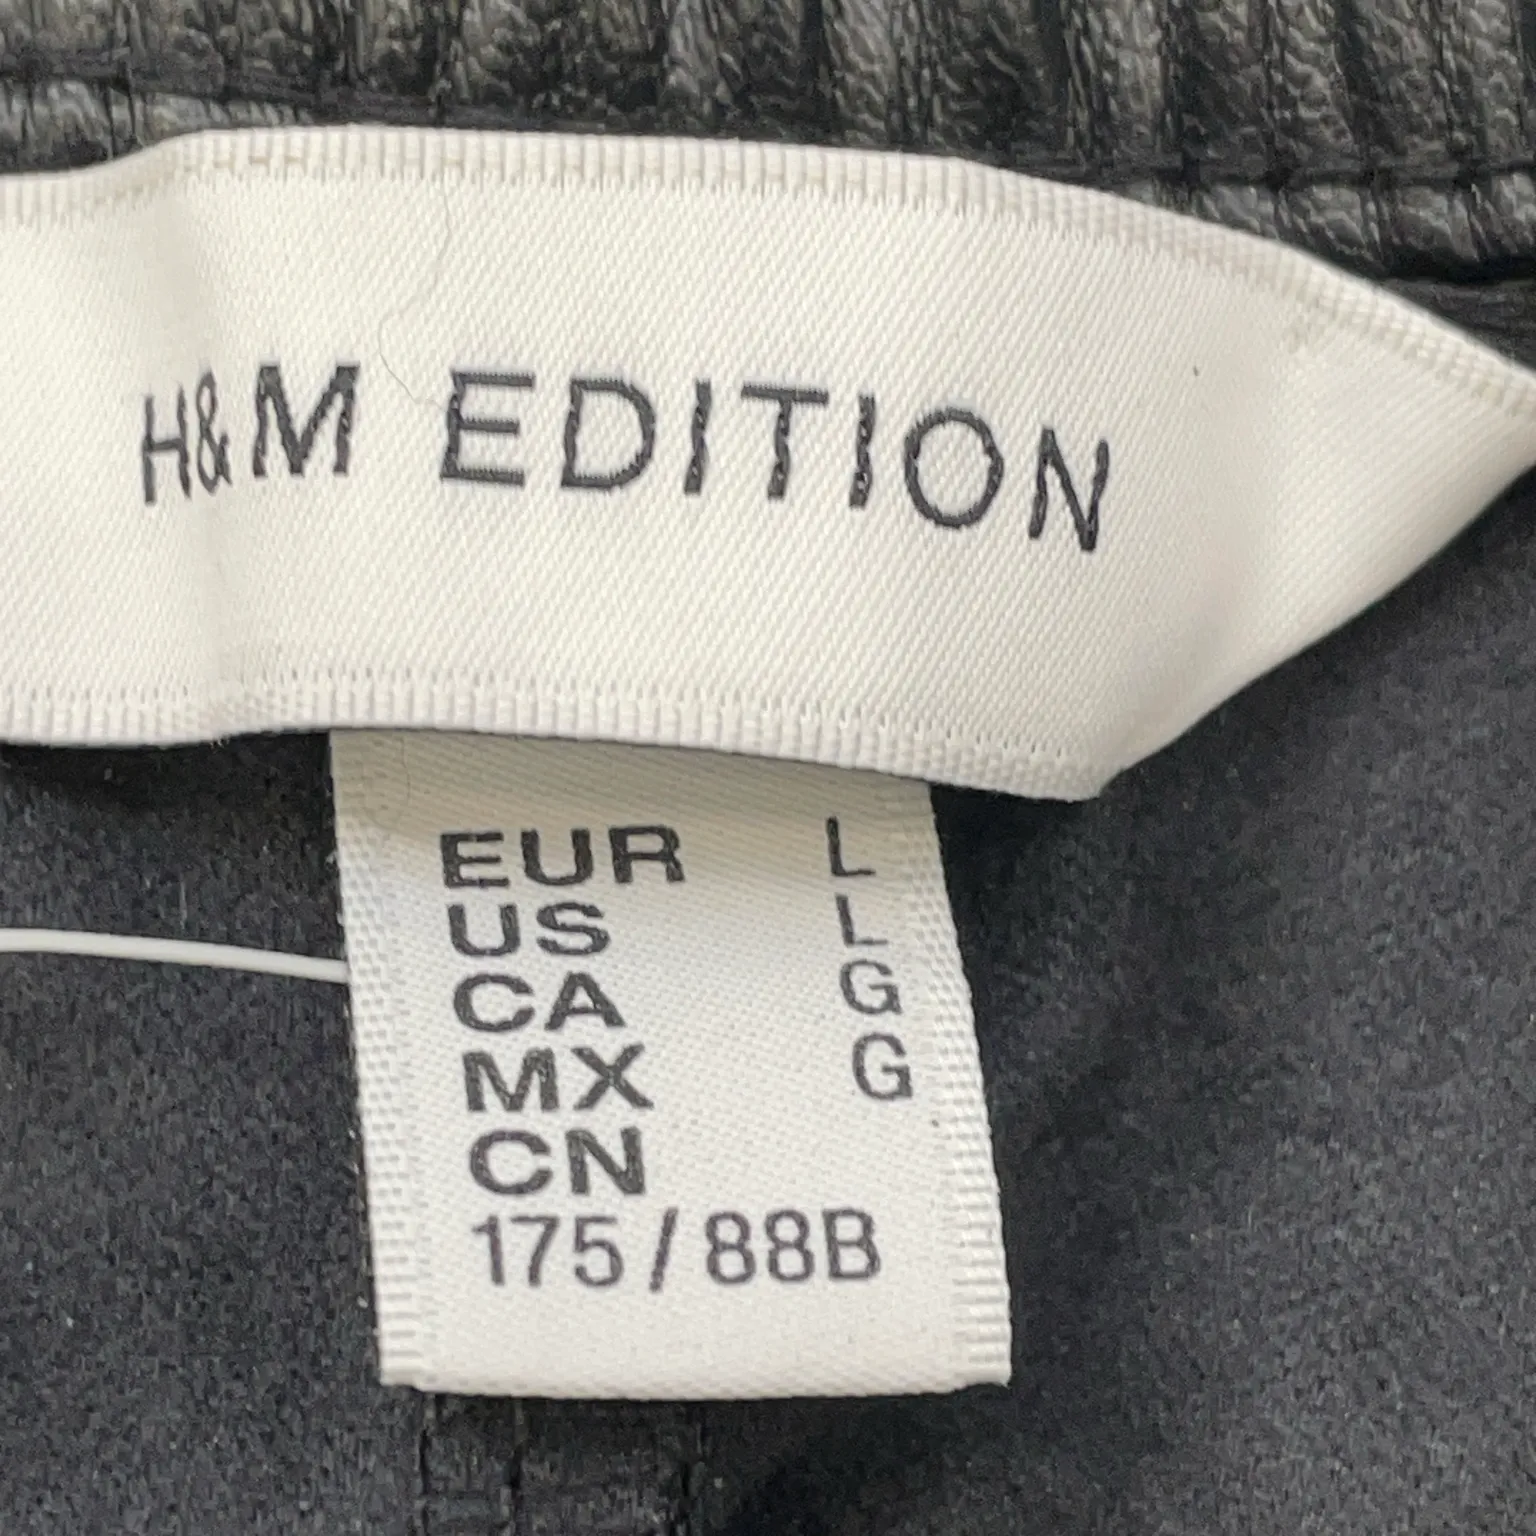 H&M EDITION
EUR L
US L
CA G
MX G
CN
175 / 88B